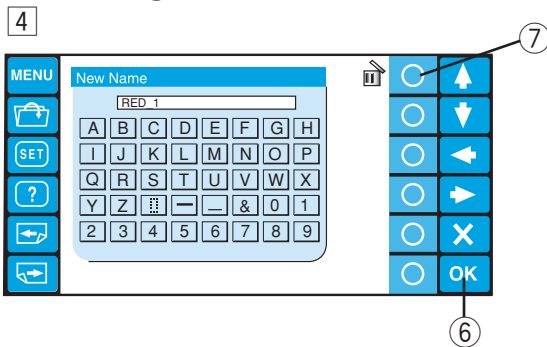 4
7
MENU
New Name
RED_1
A B C D E F G H
I J K L M N O P
SET
Q R S T U V W X
?
Y Z - _ & 0 1
2 3 4 5 6 7 8 9
OK
6